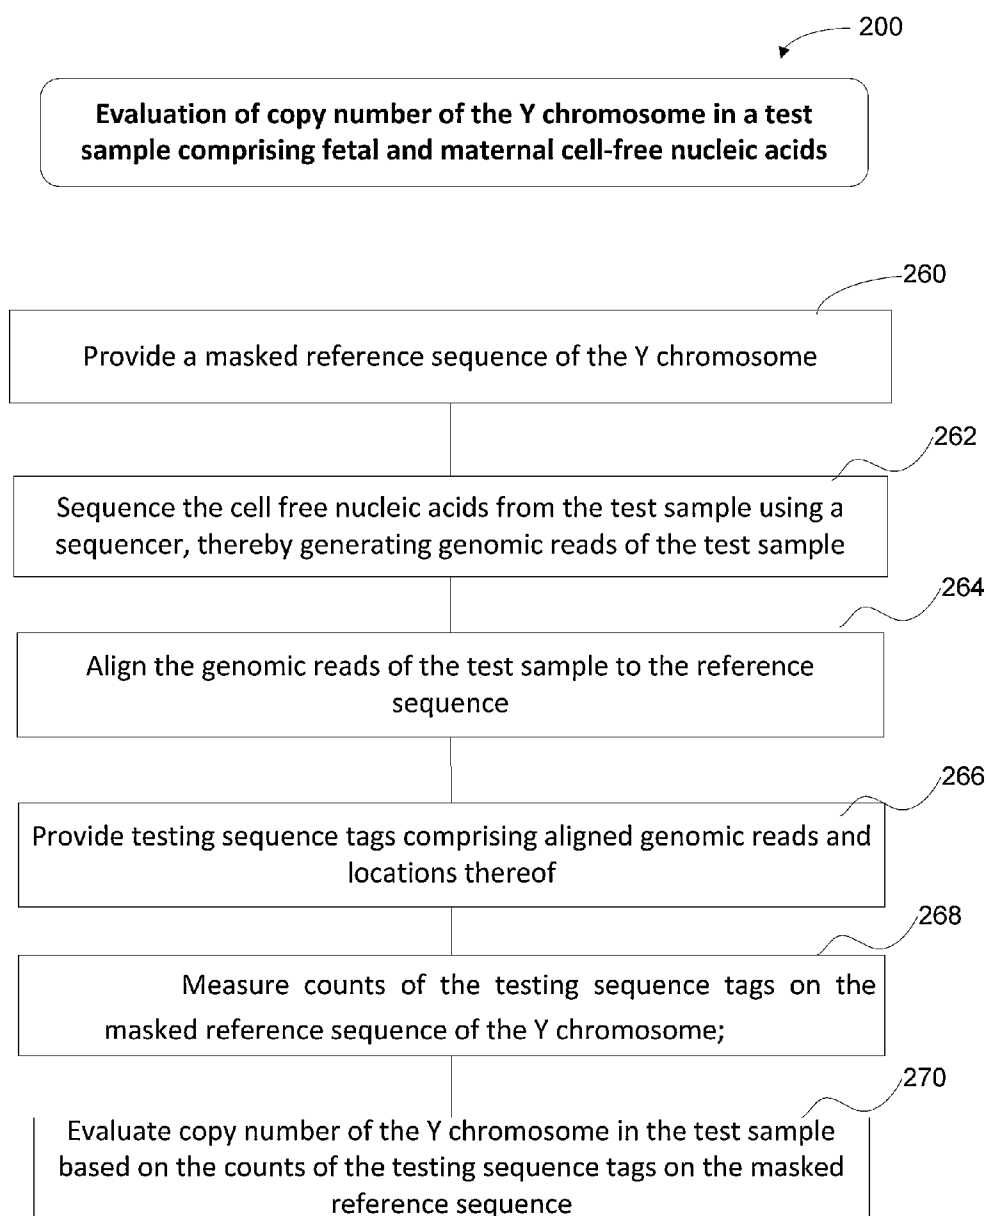 200
Evaluation of copy number of the Y chromosome in a test
sample comprising fetal and maternal cell-free nucleic acids
260
Provide a masked reference sequence of the Y chromosome
262
Sequence the cell free nucleic acids from the test sample using a
sequencer, thereby generating genomic reads of the test sample
264
Align the genomic reads of the test sample to the reference
sequence
266
Provide testing sequence tags comprising aligned genomic reads and
locations thereof
268
Measure counts of the testing sequence tags on the
masked reference sequence of the Y chromosome;
270
Evaluate copy number of the Y chromosome in the test sample
based on the counts of the testing sequence tags on the masked
reference sequence